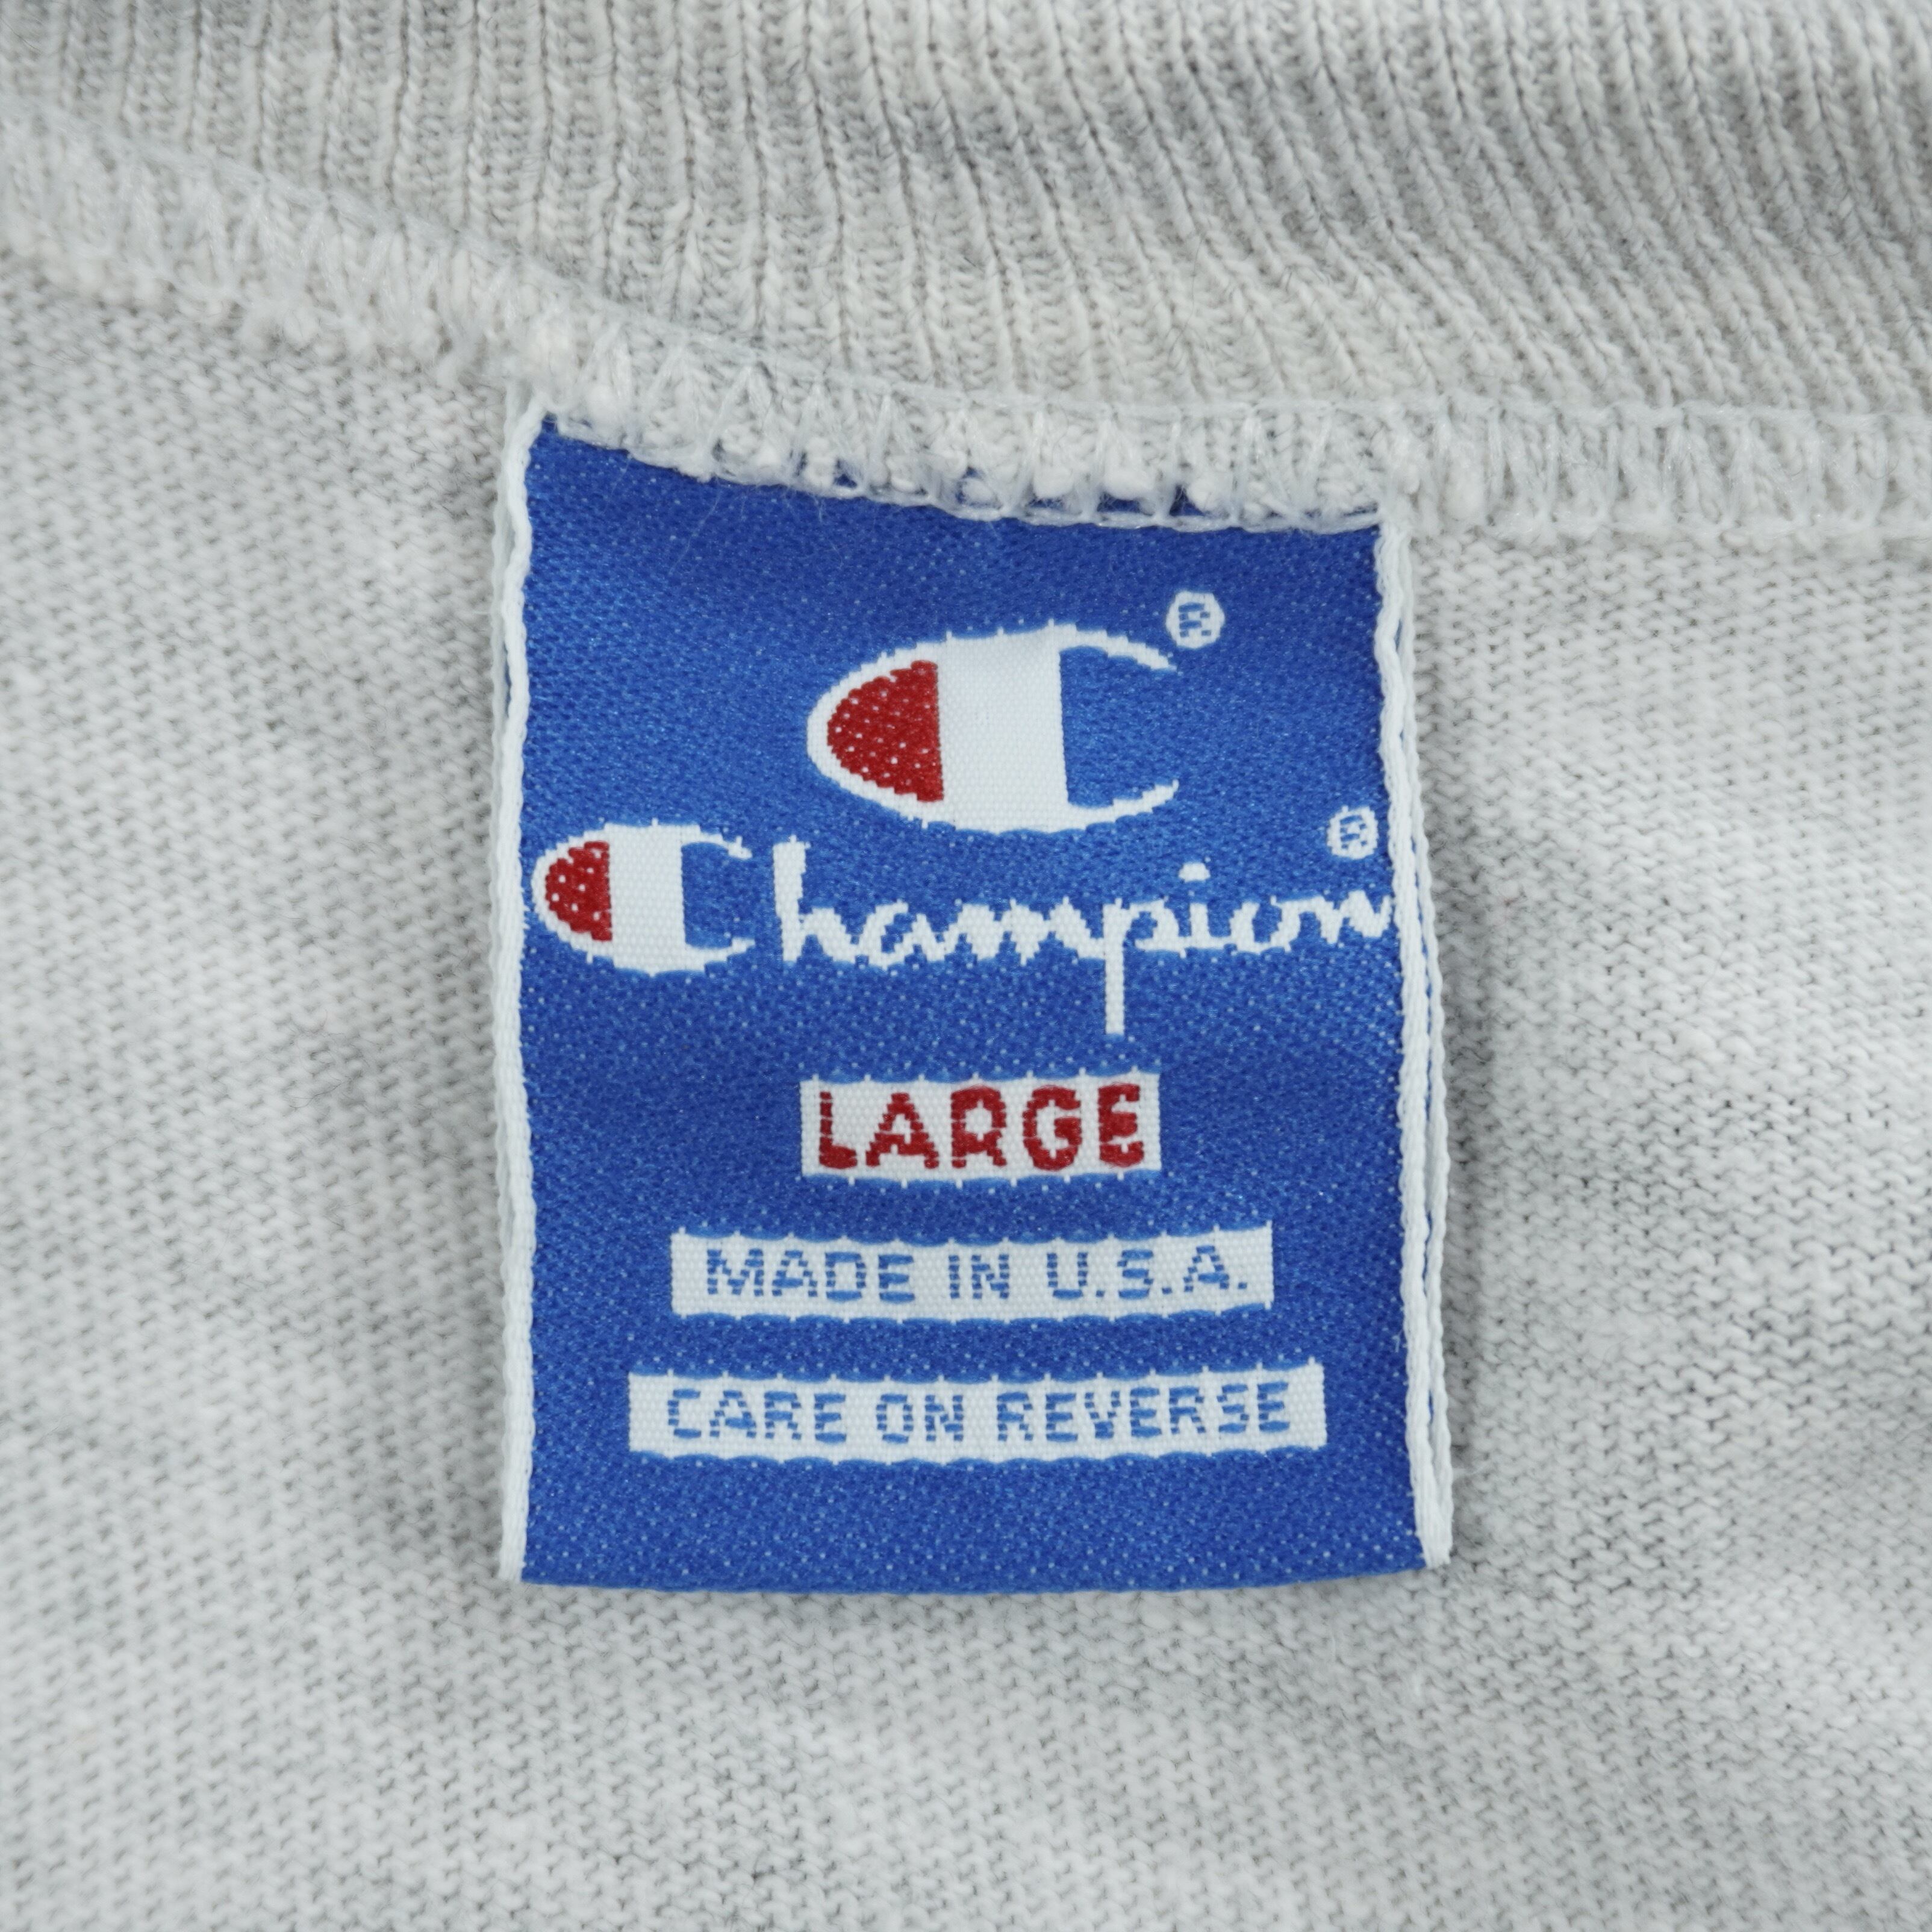 C®
Champion®
LARGE
MADE IN U.S.A.
CARE ON REVERSE